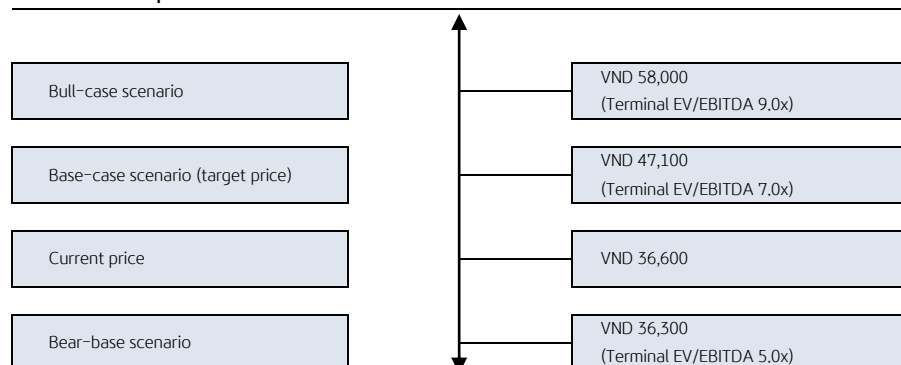 Bull-case scenario
VND 58,000
(Terminal EV/EBITDA 9.0x)
Base-case scenario (target price)
VND 47,100
(Terminal EV/EBITDA 7.0x)
Current price
VND 36,600
Bear-base scenario
VND 36,300
(Terminal EV/EBITDA 5.0x)